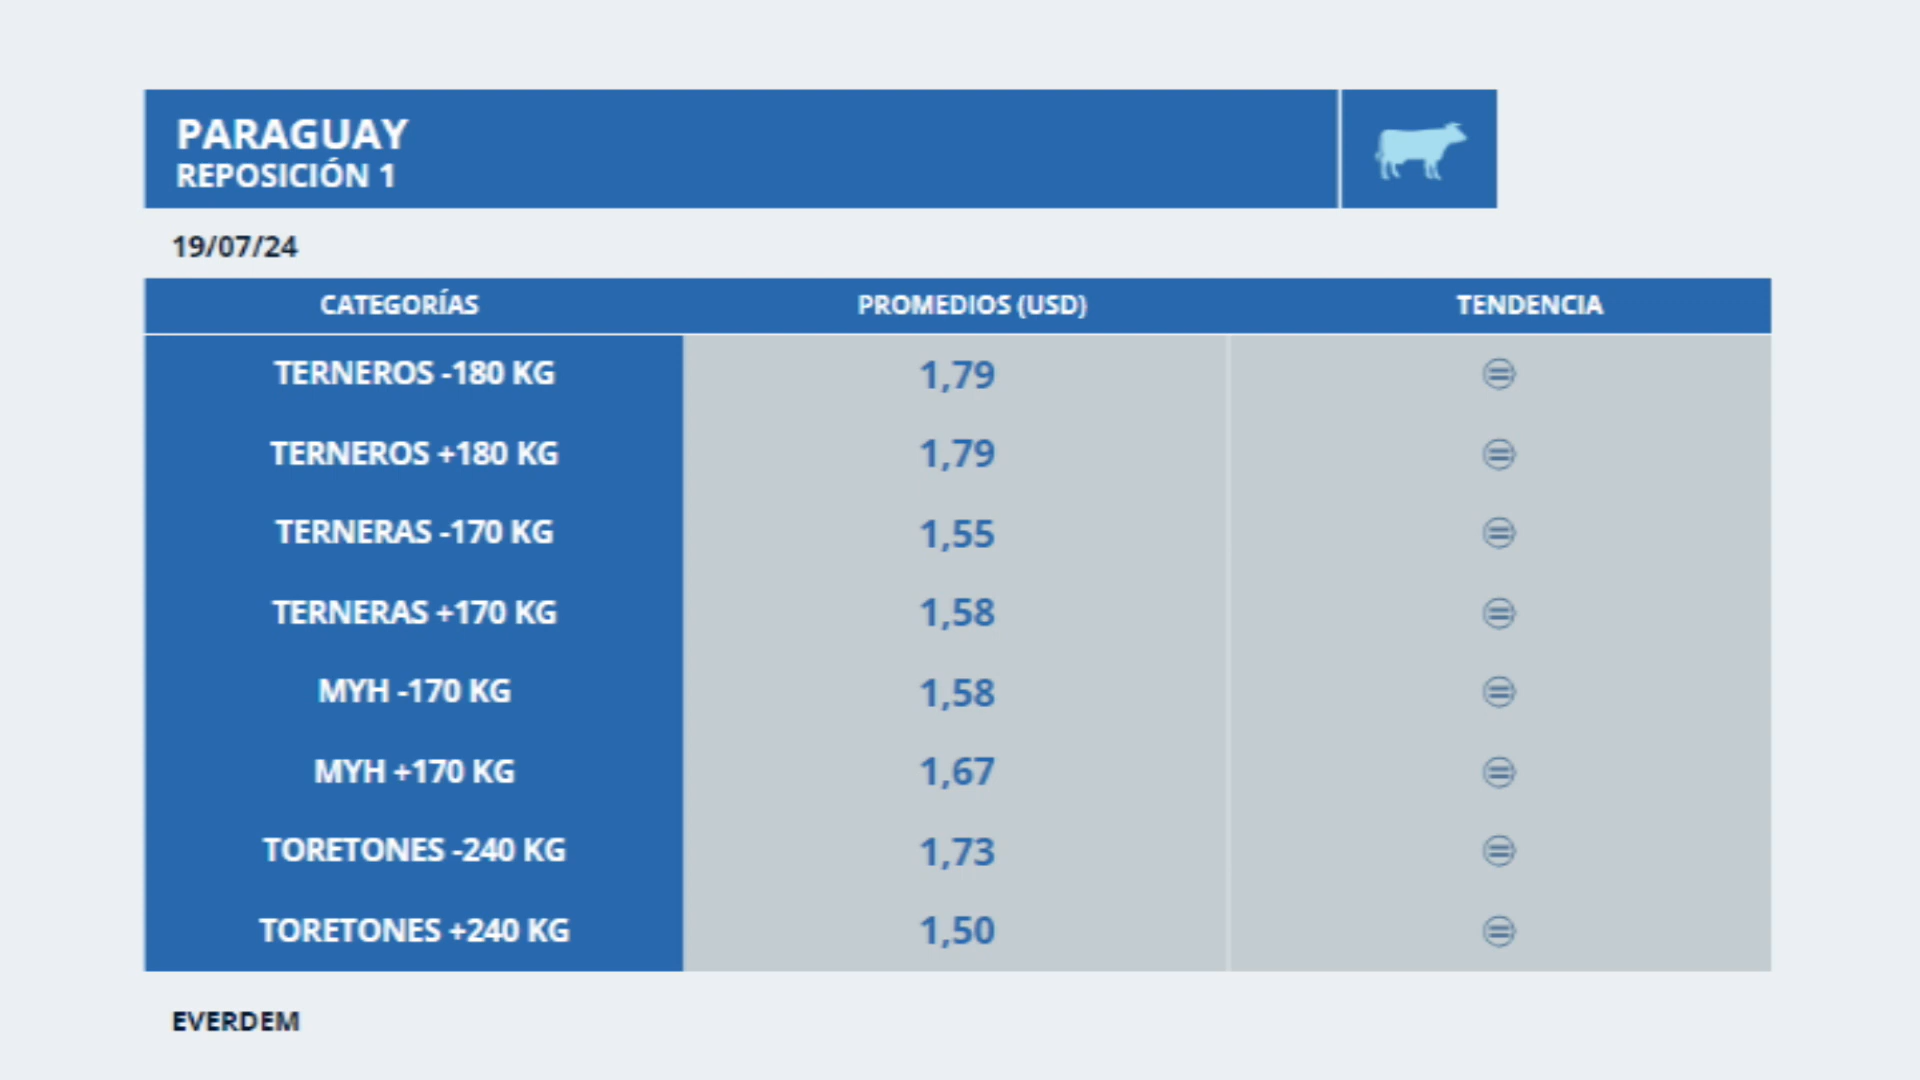 PARAGUAY
REPOSICIÓN 1
19/07/24
CATEGORÍAS PROMEDIOS (USD) TENDENCIA
TERNEROS -180 KG 1,79
TERNEROS +180 KG 1,79
TERNERAS -170 KG 1,55
TERNERAS +170 KG 1,58
MYH -170 KG 1,58
MYH +170 KG 1,67
TORETONES -240 KG 1,73
TORETONES +240 KG 1,50
EVERDEM